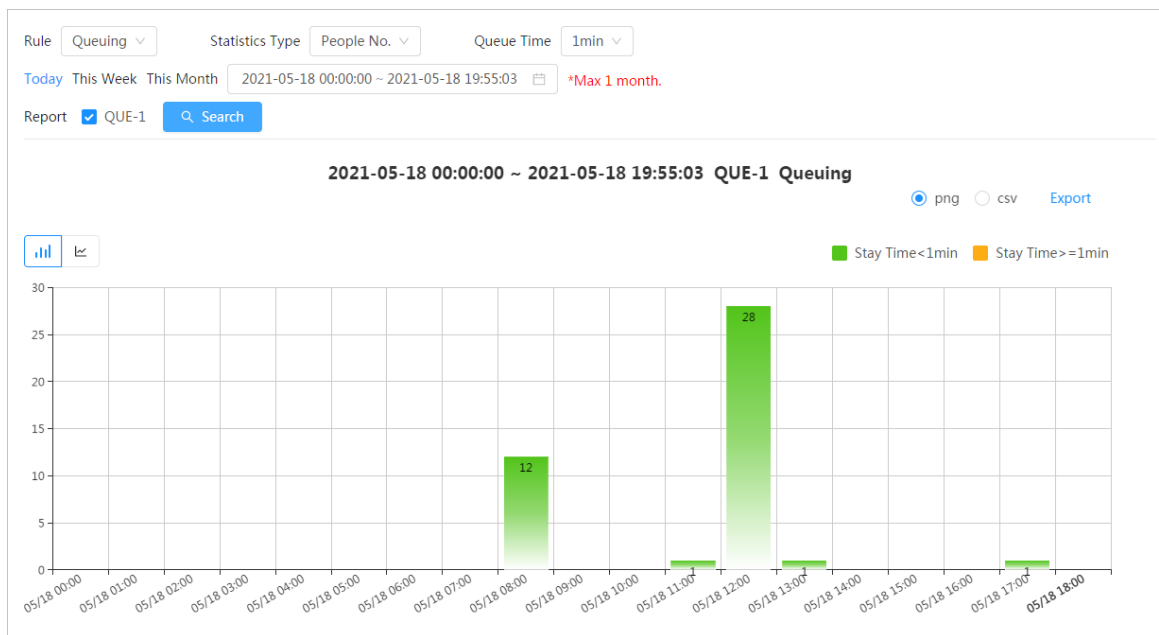 Rule Queuing Statistics Type People No. Queue Time 1min
Today This Week This Month 2021-05-18 00:00:00 ~ 2021-05-18 19:55:03 *Max 1 month.
Report QUE-1 Search
2021-05-18 00:00:00 ~ 2021-05-18 19:55:03 QUE-1 Queuing
png csv Export
Stay Time<1min Stay Time>=1min
30
28
25
20
15
12
10
5
1 1 1
0
05/18 00:00 05/18 01:00 05/18 02:00 05/18 03:00 05/18 04:00 05/18 05:00 05/18 06:00 05/18 07:00 05/18 08:00 05/18 09:00 05/18 10:00 05/18 11:00 05/18 12:00 05/18 13:00 05/18 14:00 05/18 15:00 05/18 16:00 05/18 17:00 05/18 18:00